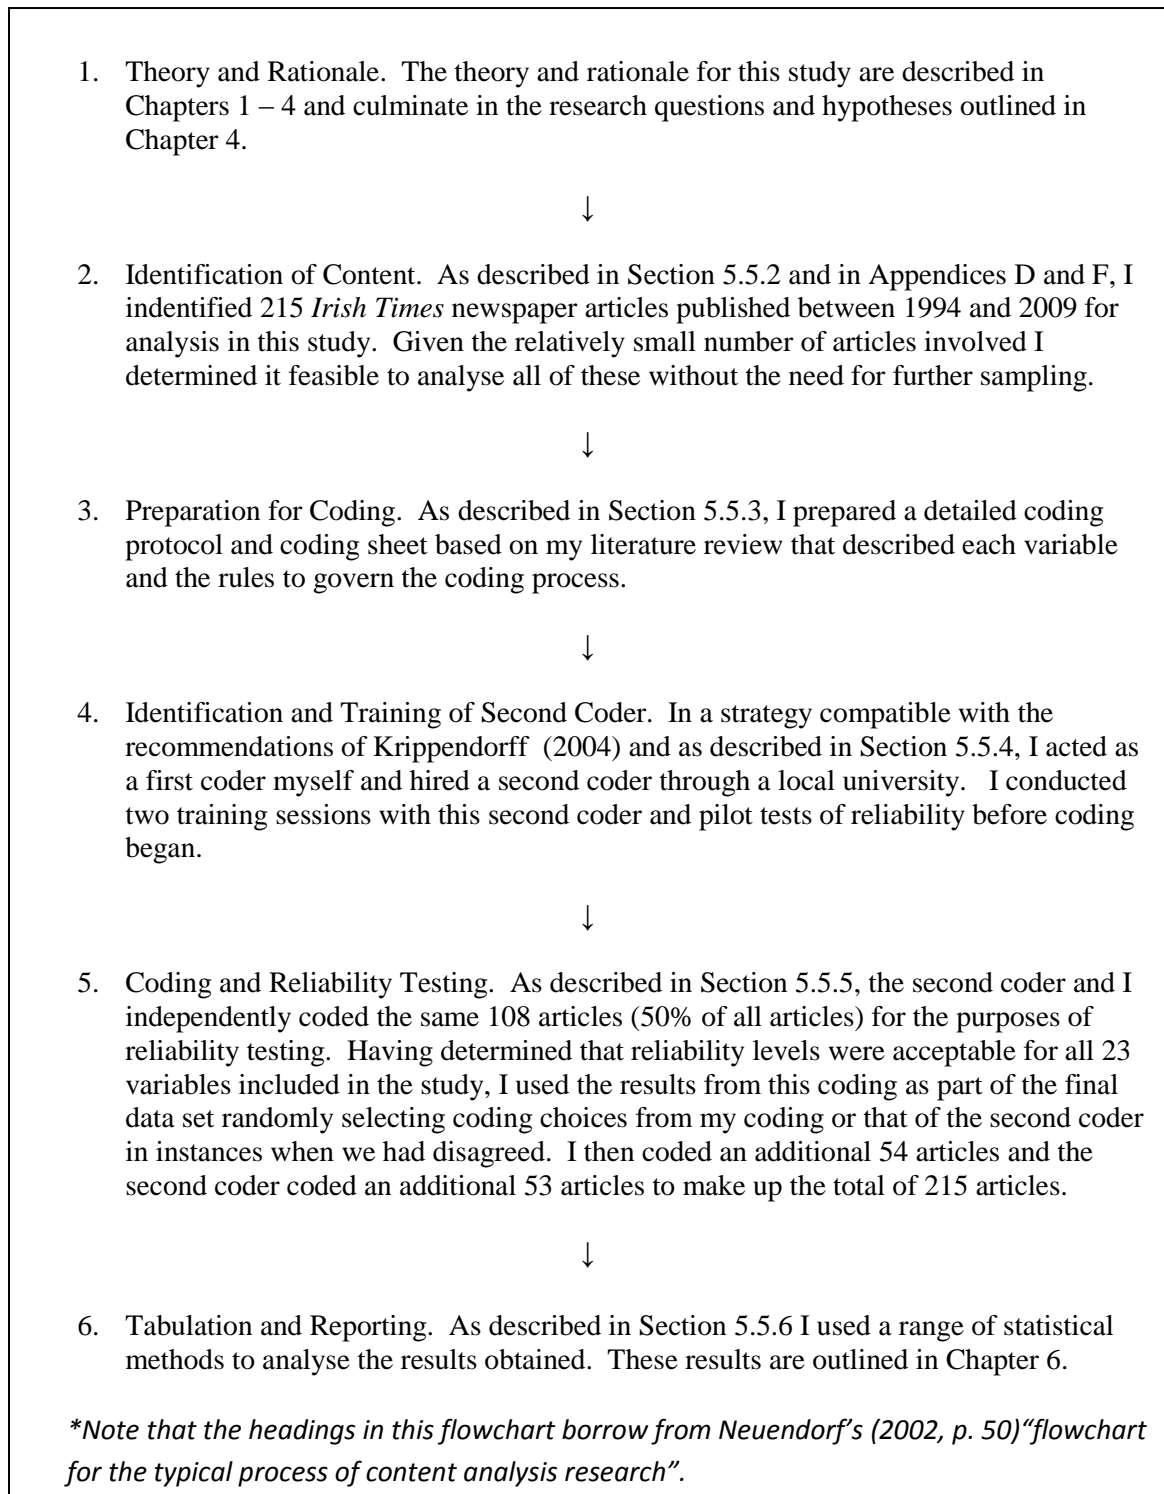 1. Theory and Rationale. The theory and rationale for this study are described in
Chapters 1 – 4 and culminate in the research questions and hypotheses outlined in
Chapter 4.
↓
2. Identification of Content. As described in Section 5.5.2 and in Appendices D and F, I
indentified 215 Irish Times newspaper articles published between 1994 and 2009 for
analysis in this study. Given the relatively small number of articles involved I
determined it feasible to analyse all of these without the need for further sampling.
↓
3. Preparation for Coding. As described in Section 5.5.3, I prepared a detailed coding
protocol and coding sheet based on my literature review that described each variable
and the rules to govern the coding process.
↓
4. Identification and Training of Second Coder. In a strategy compatible with the
recommendations of Krippendorff (2004) and as described in Section 5.5.4, I acted as
a first coder myself and hired a second coder through a local university. I conducted
two training sessions with this second coder and pilot tests of reliability before coding
began.
↓
5. Coding and Reliability Testing. As described in Section 5.5.5, the second coder and I
independently coded the same 108 articles (50% of all articles) for the purposes of
reliability testing. Having determined that reliability levels were acceptable for all 23
variables included in the study, I used the results from this coding as part of the final
data set randomly selecting coding choices from my coding or that of the second coder
in instances when we had disagreed. I then coded an additional 54 articles and the
second coder coded an additional 53 articles to make up the total of 215 articles.
↓
6. Tabulation and Reporting. As described in Section 5.5.6 I used a range of statistical
methods to analyse the results obtained. These results are outlined in Chapter 6.
*Note that the headings in this flowchart borrow from Neuendorf’s (2002, p. 50)“flowchart
for the typical process of content analysis research”.